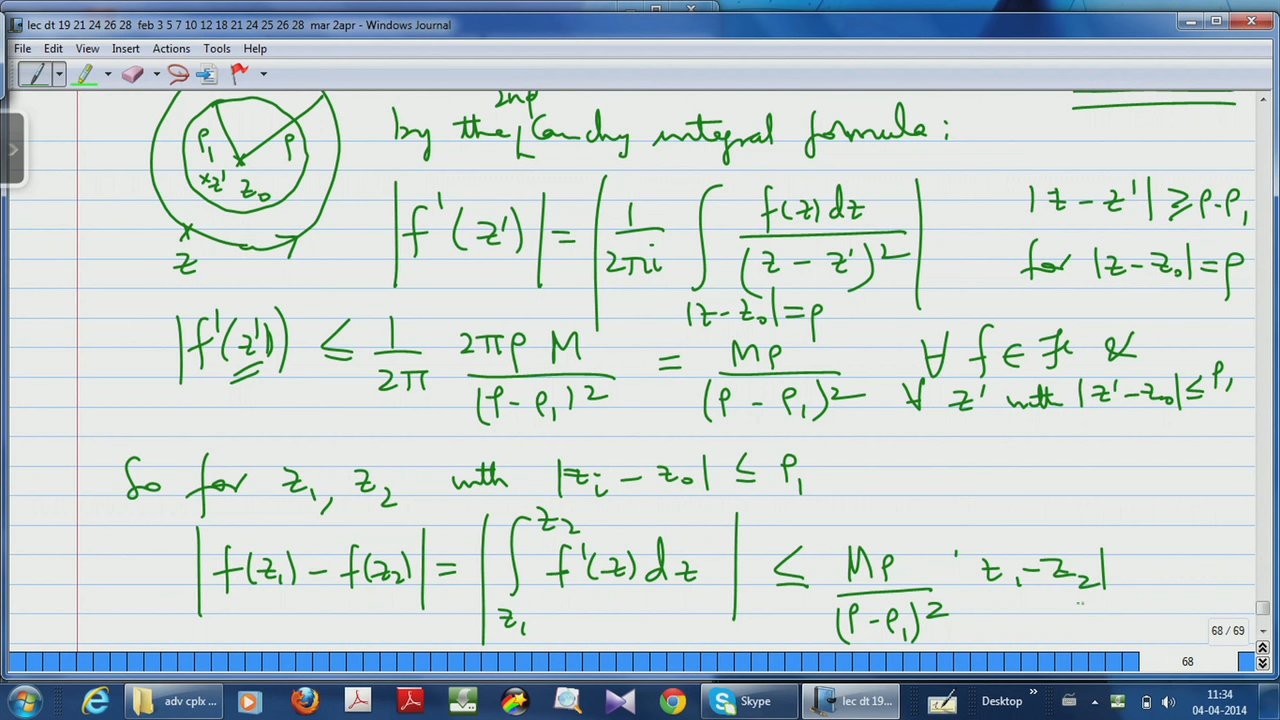 lec dt 19 21 24 26 28 feb 3 5 7 10 12 18 21 24 25 26 28 mar 2apr - Windows Journal
File Edit View Insert Actions Tools Help
2np
by the Cauchy integral formula :
ρ₁ ρ
×z' z₀
z
|f'(z')| = |1/2πi ∫_{|z-z₀|=ρ} f(z)dz/(z-z')²|
|z-z'| ≥ ρ-ρ₁
for |z-z₀| = ρ
|f'(z')| ≤ 1/2π 2πρM/(ρ-ρ₁)² = Mρ/(ρ-ρ₁)² ∀ f ∈ ℱ &
∀ z' with |z'-z₀| ≤ ρ₁
So for z₁, z₂ with |zᵢ - z₀| ≤ ρ₁
|f(z₁) - f(z₂)| = |∫_{z₁}^{z₂} f'(z)dz| ≤ Mρ/(ρ-ρ₁)² ' z₁-z₂|
68 / 69
68
adv cplx ...
Skype
lec dt 19...
Desktop
11:34
04-04-2014